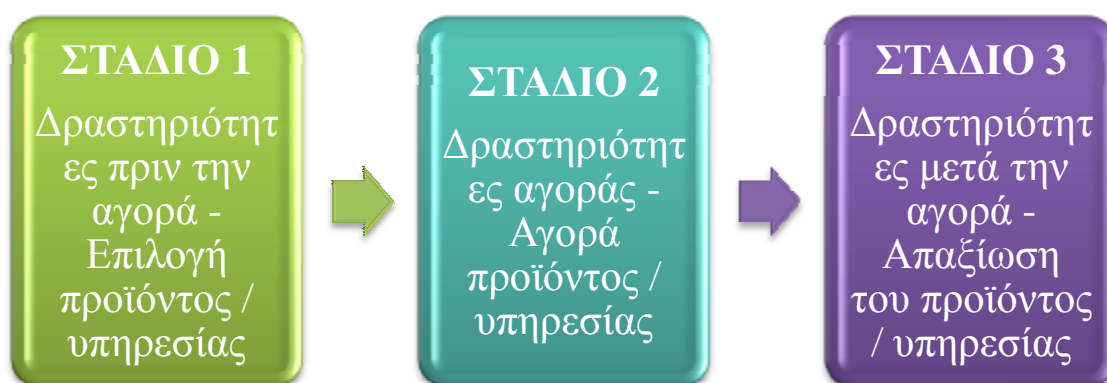 ΣΤΑΔΙΟ 1
Δραστηριότητ
ες πριν την
αγορά -
Επιλογή
προϊόντος /
υπηρεσίας
ΣΤΑΔΙΟ 2
Δραστηριότητ
ες αγοράς -
Αγορά
προϊόντος /
υπηρεσίας
ΣΤΑΔΙΟ 3
Δραστηριότητ
ες μετά την
αγορά -
Απαξίωση
του προϊόντος
/ υπηρεσίας